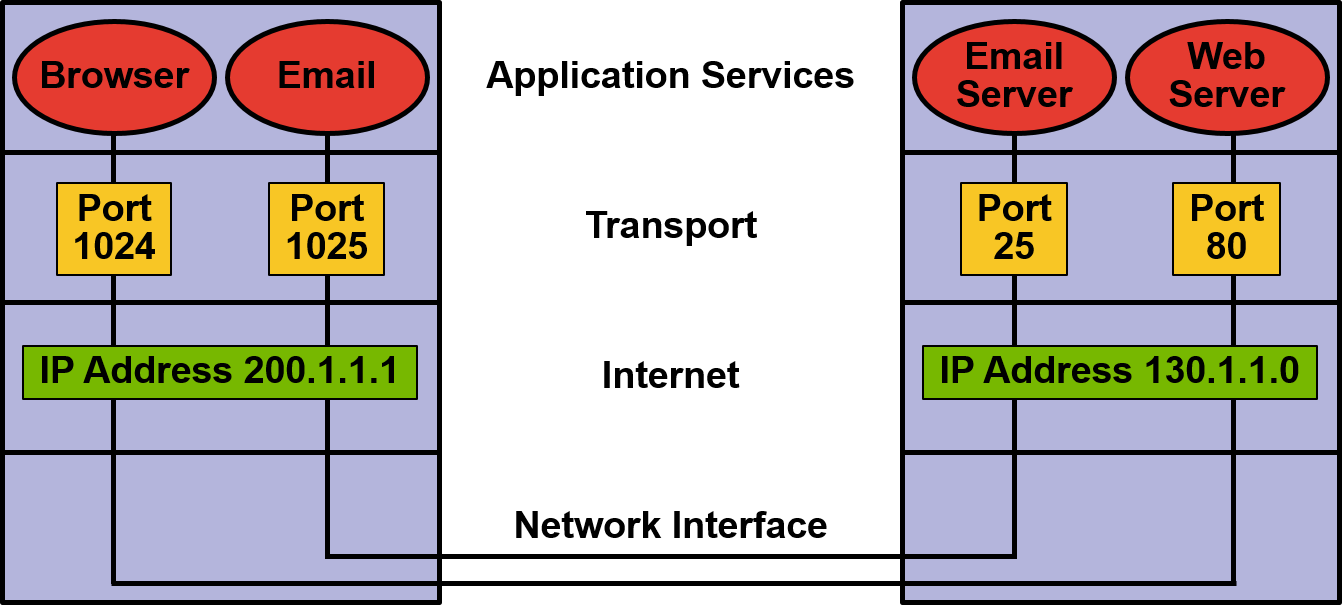 Browser
Email
Application Services
Email
Server
Web
Server
Port
1024
Port
1025
Transport
Port
25
Port
80
IP Address 200.1.1.1
Internet
IP Address 130.1.1.0
Network Interface